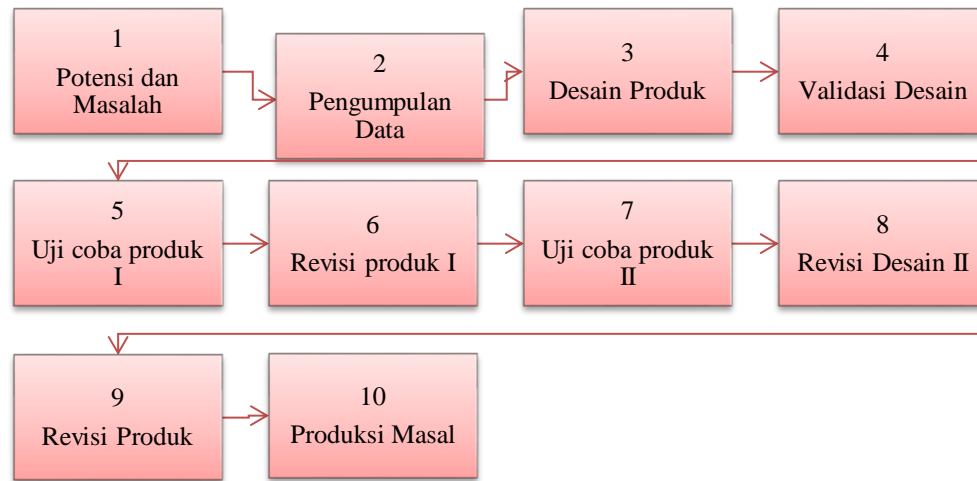 1
Potensi dan
Masalah
2
Pengumpulan
Data
3
Desain Produk
4
Validasi Desain
5
Uji coba produk
I
6
Revisi produk I
7
Uji coba produk
II
8
Revisi Desain II
9
Revisi Produk
10
Produksi Masal